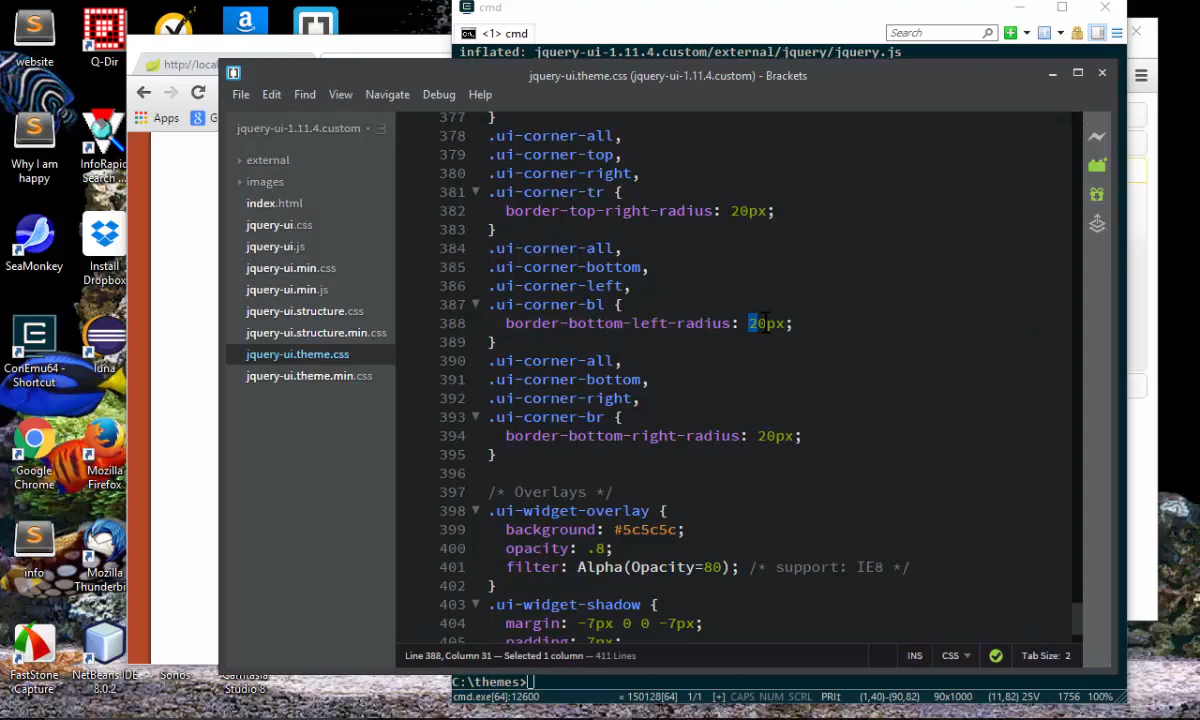 website
Q-Dir
Why I am
happy
InfoRapid
Search ...
SeaMonkey
Install
Dropbox
ConEmu64 -
Shortcut
luna
Google
Chrome
Mozilla
Firefox
info
Mozilla
Thunderbi
FastStone
Capture
NetBeans IDE
8.0.2
Camtasia
Studio 8
http://local
Apps
G
cmd
<1> cmd
Search
inflated: jquery-ui-1.11.4.custom/external/jquery/jquery.js
jquery-ui.theme.css (jquery-ui-1.11.4.custom) - Brackets
File Edit Find View Navigate Debug Help
jquery-ui-1.11.4.custom
external
images
index.html
jquery-ui.css
jquery-ui.js
jquery-ui.min.css
jquery-ui.min.js
jquery-ui.structure.css
jquery-ui.structure.min.css
jquery-ui.theme.css
jquery-ui.theme.min.css
377 }
378 .ui-corner-all,
379 .ui-corner-top,
380 .ui-corner-right,
381 .ui-corner-tr {
382 border-top-right-radius: 20px;
383 }
384 .ui-corner-all,
385 .ui-corner-bottom,
386 .ui-corner-left,
387 .ui-corner-bl {
388 border-bottom-left-radius: 20px;
389 }
390 .ui-corner-all,
391 .ui-corner-bottom,
392 .ui-corner-right,
393 .ui-corner-br {
394 border-bottom-right-radius: 20px;
395 }
396
397 /* Overlays */
398 .ui-widget-overlay {
399 background: #5c5c5c;
400 opacity: .8;
401 filter: Alpha(Opacity=80); /* support: IE8 */
402 }
403 .ui-widget-shadow {
404 margin: -7px 0 0 -7px;
405 padding: 7px;
Line 388, Column 31 — Selected 1 column — 411 Lines
INS CSS Tab Size: 2
C:\themes>
cmd.exe[64]:12600 « 150128[64] 1/1 [+] CAPS NUM SCRL PRI‡ (1,40)-(90,82) 90x1000 (11,82) 25V 1756 100%